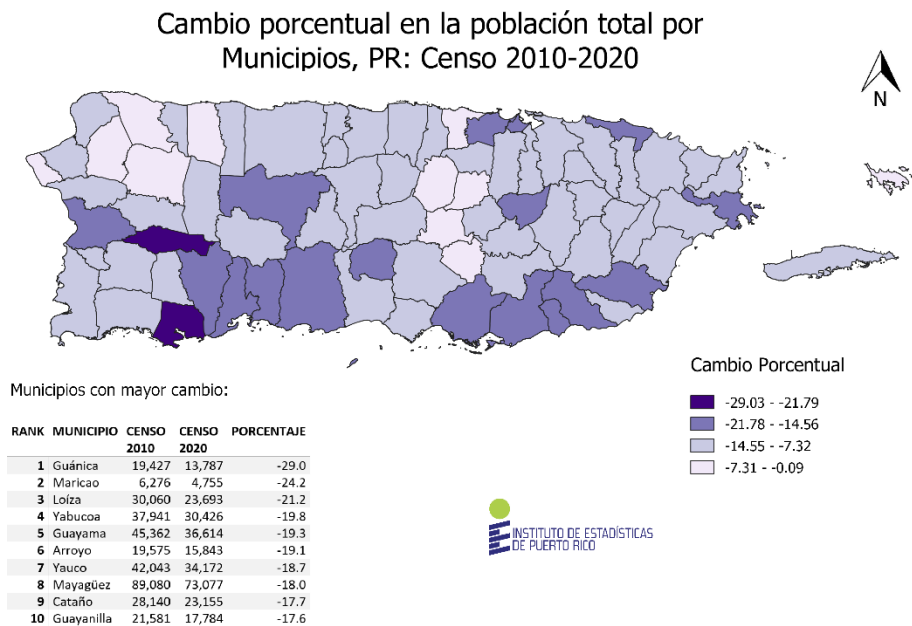 Cambio porcentual en la población total por
Municipios, PR: Censo 2010-2020
N
Cambio Porcentual
-29.03 - -21.79
-21.78 - -14.56
-14.55 - -7.32
-7.31 - -0.09
Municipios con mayor cambio:
RANK MUNICIPIO CENSO 2010 CENSO 2020 PORCENTAJE
1 Guánica 19,427 13,787 -29.0
2 Maricao 6,276 4,755 -24.2
3 Loíza 30,060 23,693 -21.2
4 Yabucoa 37,941 30,426 -19.8
5 Guayama 45,362 36,614 -19.3
6 Arroyo 19,575 15,843 -19.1
7 Yauco 42,043 34,172 -18.7
8 Mayagüez 89,080 73,077 -18.0
9 Cataño 28,140 23,155 -17.7
10 Guayanilla 21,581 17,784 -17.6
INSTITUTO DE ESTADÍSTICAS
DE PUERTO RICO